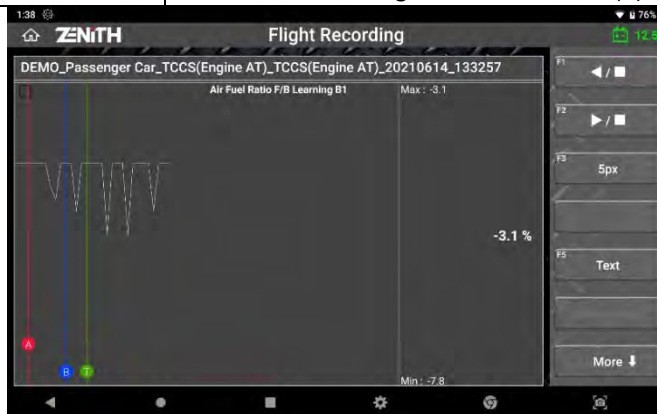 1:38 76%
ZENITH Flight Recording 12.5
DEMO_Passenger Car_TCCS(Engine AT)_TCCS(Engine AT)_20210614_133257
Air Fuel Ratio F/B Learning B1 Max : -3.1
-3.1 %
A
B T
Min : -7.8
F1
F2
F3 5px
F5 Text
More